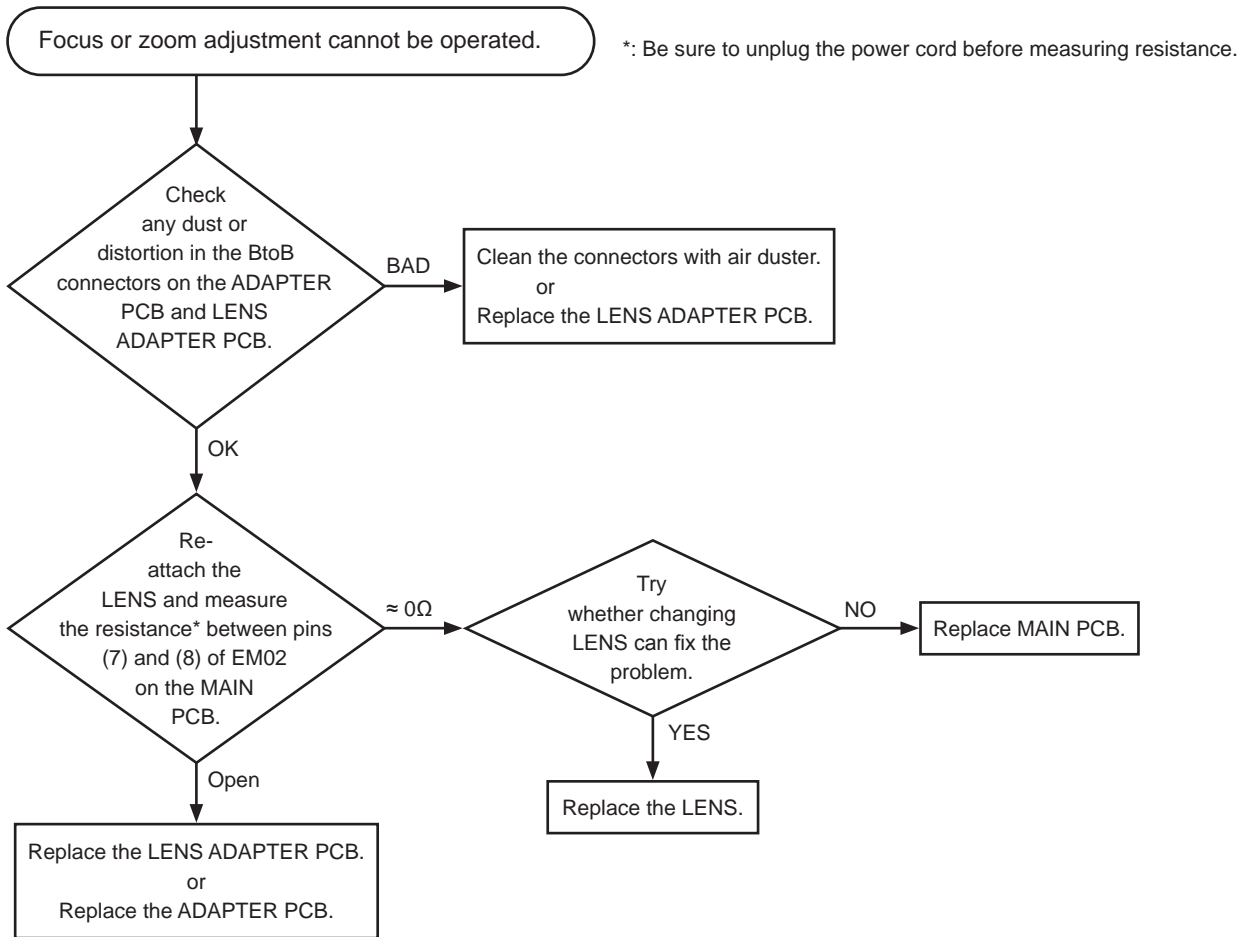 Focus or zoom adjustment cannot be operated.
*: Be sure to unplug the power cord before measuring resistance.
Check
any dust or
distortion in the BtoB
connectors on the ADAPTER
PCB and LENS
ADAPTER PCB.
BAD
Clean the connectors with air duster.
or
Replace the LENS ADAPTER PCB.
OK
Re-
attach the
LENS and measure
the resistance* between pins
(7) and (8) of EM02
on the MAIN
PCB.
≈ 0Ω
Try
whether changing
LENS can fix the
problem.
NO
Replace MAIN PCB.
YES
Replace the LENS.
Open
Replace the LENS ADAPTER PCB.
or
Replace the ADAPTER PCB.